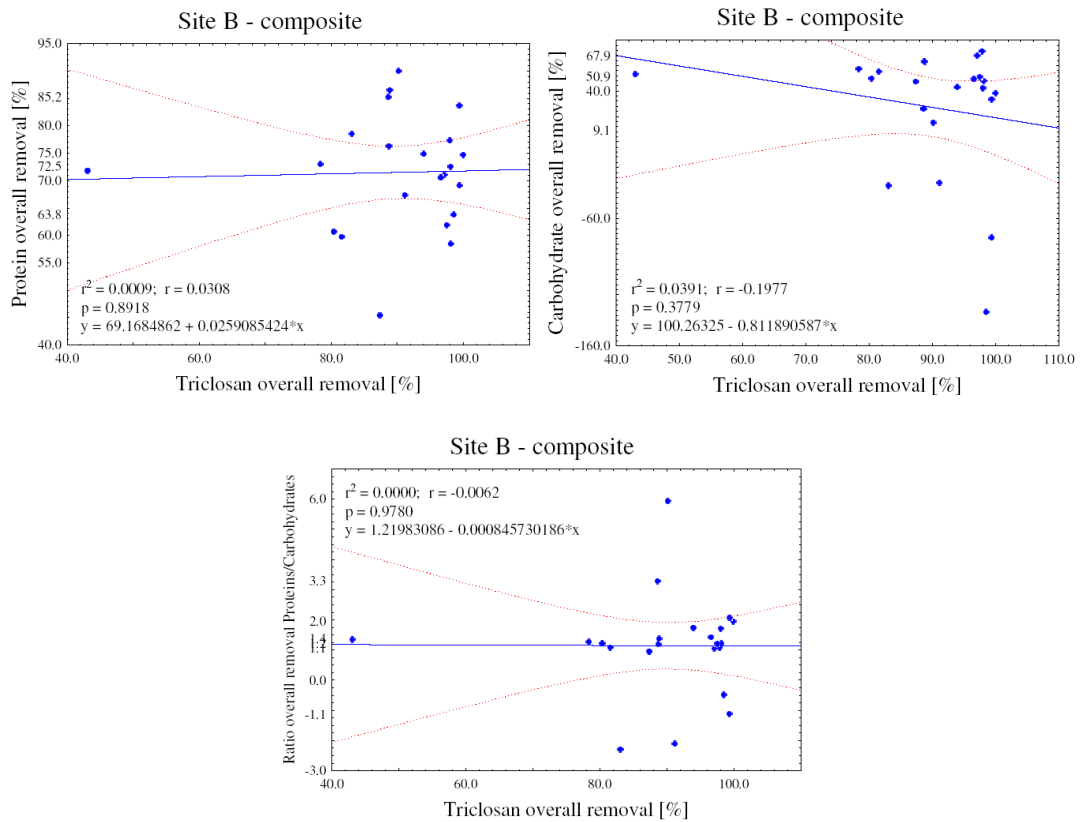 Site B - composite
95.0
85.2
80.0
75.0
72.5
70.0
63.8
60.0
55.0
40.0
Protein overall removal [%]
r² = 0.0009; r = 0.0308
p = 0.8918
y = 69.1684862 + 0.0259085424*x
40.0 60.0 80.0 100.0
Triclosan overall removal [%]
Site B - composite
67.9
50.9
40.0
9.1
-60.0
-160.0
Carbohydrate overall removal [%]
r² = 0.0391; r = -0.1977
p = 0.3779
y = 100.26325 - 0.811890587*x
40.0 50.0 60.0 70.0 80.0 90.0 100.0 110.0
Triclosan overall removal [%]
Site B - composite
6.0
3.3
2.0
1.4
1.1
0.0
-1.1
-3.0
Ratio overall removal Proteins/Carbohydrates
r² = 0.0000; r = -0.0062
p = 0.9780
y = 1.21983086 - 0.000845730186*x
40.0 60.0 80.0 100.0
Triclosan overall removal [%]